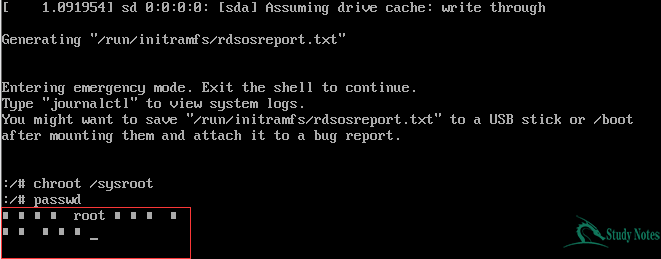 [    1.091954] sd 0:0:0:0: [sda] Assuming drive cache: write through
Generating "/run/initramfs/rdsosreport.txt"
Entering emergency mode. Exit the shell to continue.
Type "journalctl" to view system logs.
You might want to save "/run/initramfs/rdsosreport.txt" to a USB stick or /boot
after mounting them and attach it to a bug report.
:/# chroot /sysroot
:/# passwd
■ ■ ■ ■  root ■ ■ ■ ■  ■
■ ■  ■ ■ ■ ■ _
Study Notes